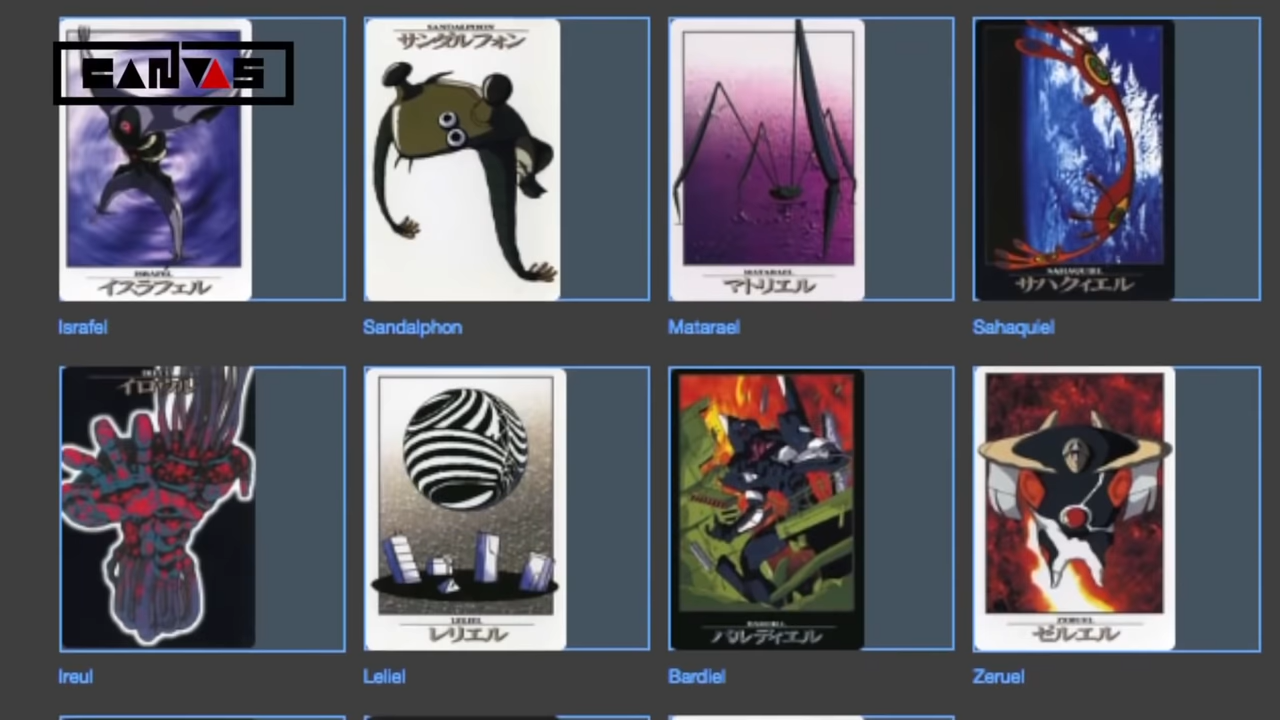 CANVAS
ISRAFEL
イスラフェル
SANDALPHON
サンダルフォン
MATARAEL
マトリエル
SAHAQUIEL
サハクィエル
Israfel
Sandalphon
Matarael
Sahaquiel
LELIEL
レリエル
BARDIEL
バルディエル
ZERUEL
ゼルエル
Ireul
Leliel
Bardiel
Zeruel